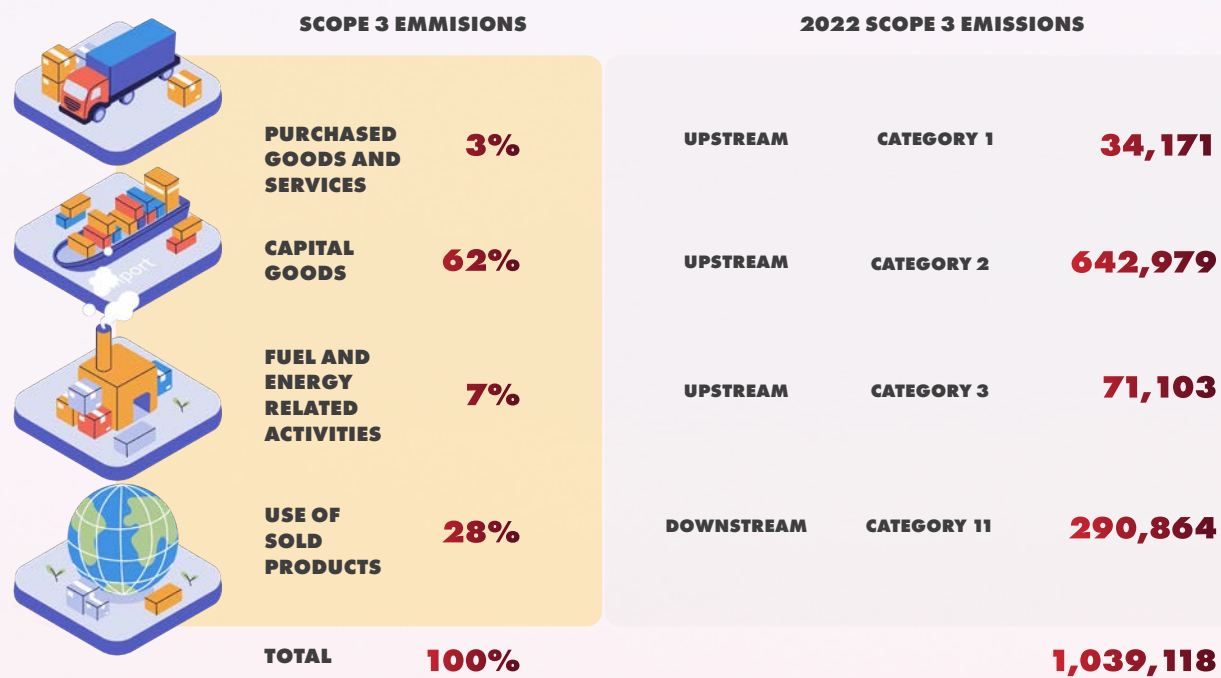 SCOPE 3 EMMISIONS
2022 SCOPE 3 EMISSIONS
PURCHASED
GOODS AND
SERVICES
3%
UPSTREAM
CATEGORY 1
34,171
CAPITAL
GOODS
62%
UPSTREAM
CATEGORY 2
642,979
FUEL AND
ENERGY
RELATED
ACTIVITIES
7%
UPSTREAM
CATEGORY 3
71,103
USE OF
SOLD
PRODUCTS
28%
DOWNSTREAM
CATEGORY 11
290,864
TOTAL
100%
1,039,118